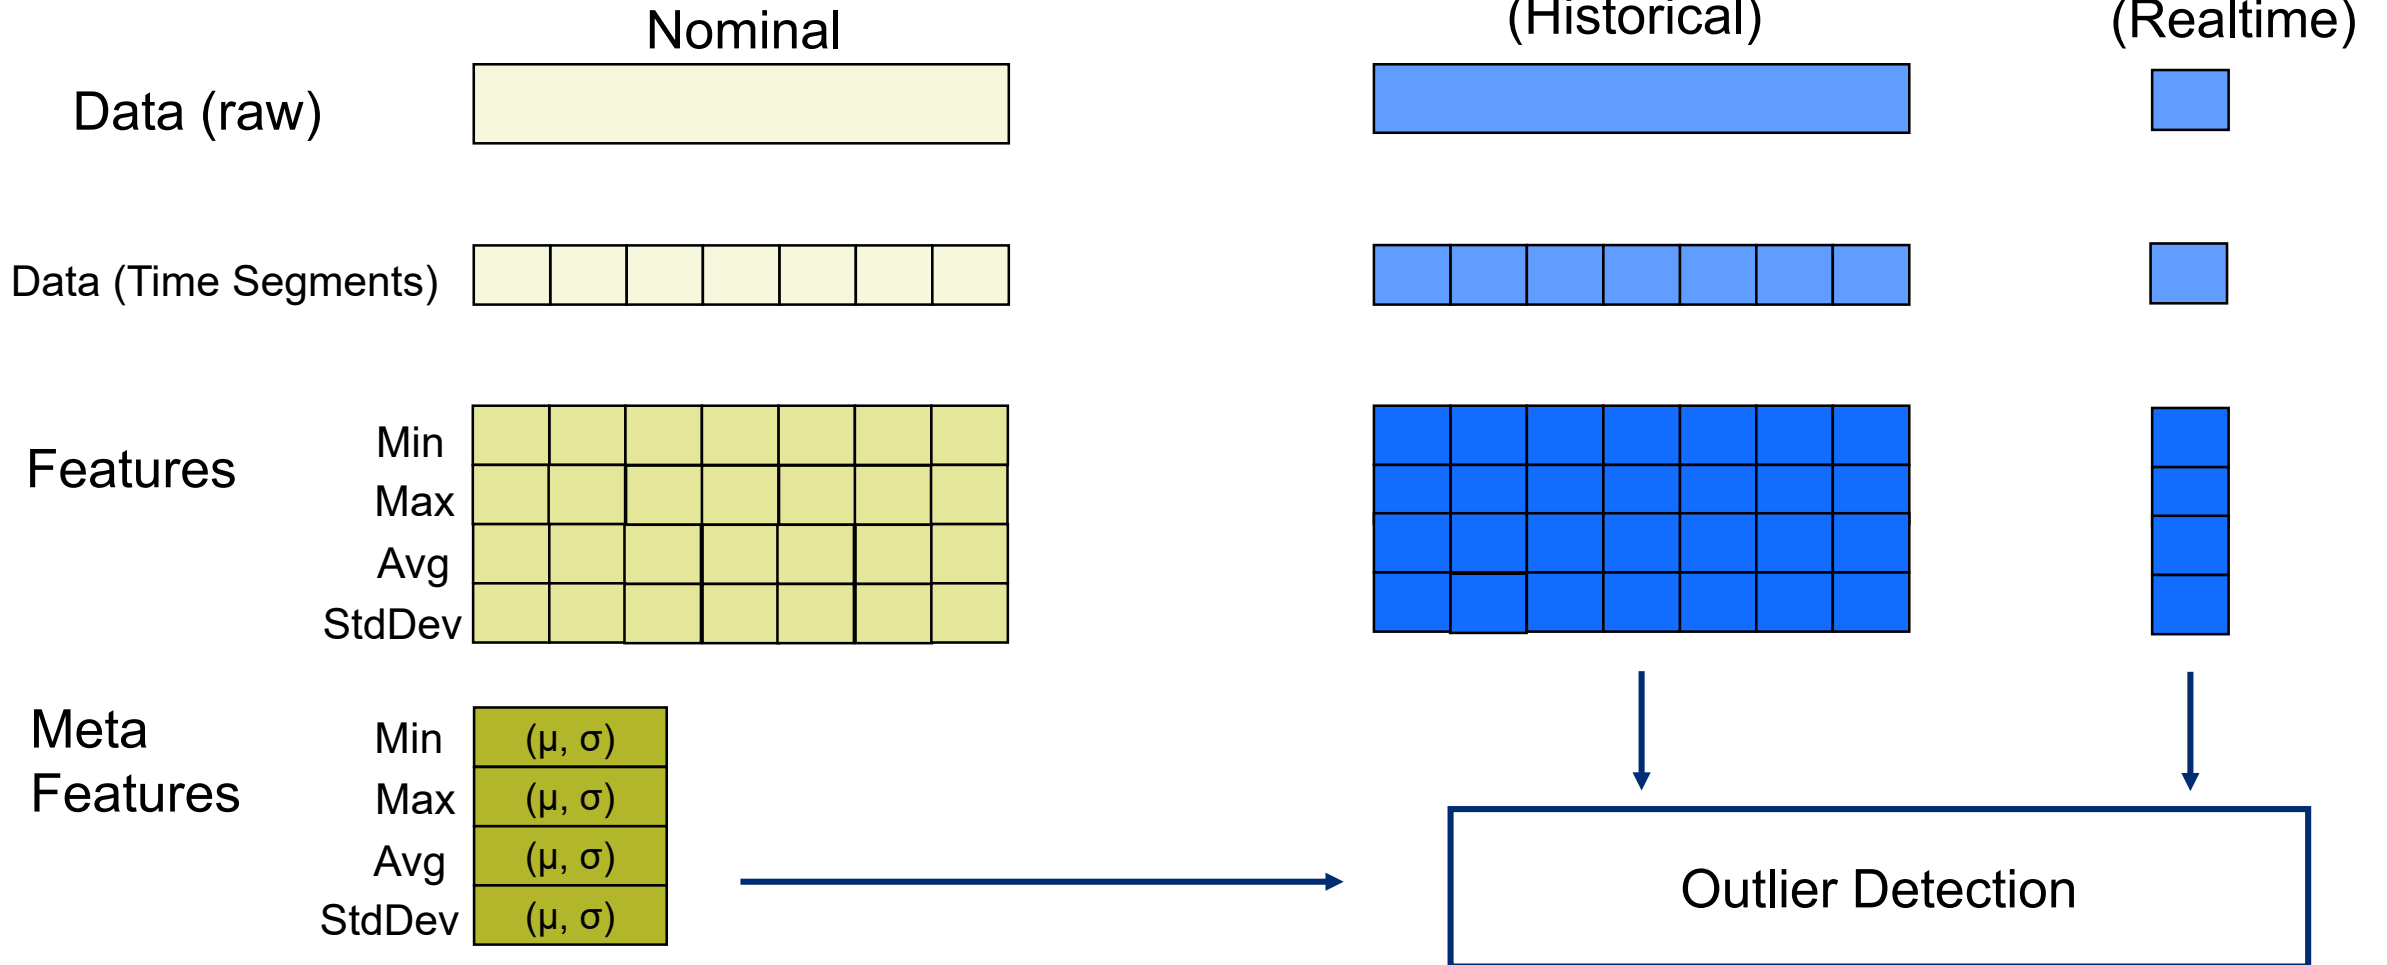 Nominal
(Historical)
(Realtime)
Data (raw)
Data (Time Segments)
Features
Min
Max
Avg
StdDev
Meta
Features
Min
Max
Avg
StdDev
(μ, σ)
(μ, σ)
(μ, σ)
(μ, σ)
Outlier Detection